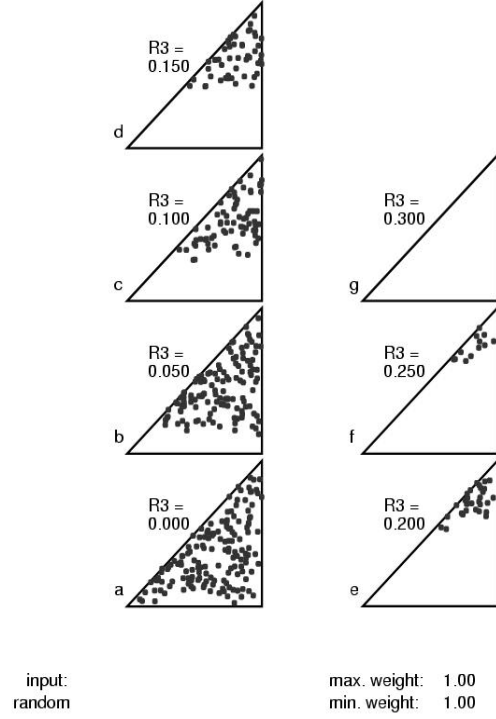 R3 =
0.150
d
R3 =
0.100
c
R3 =
0.050
b
R3 =
0.000
a
R3 =
0.300
g
R3 =
0.250
f
R3 =
0.200
e
input:
random
max. weight: 1.00
min. weight: 1.00